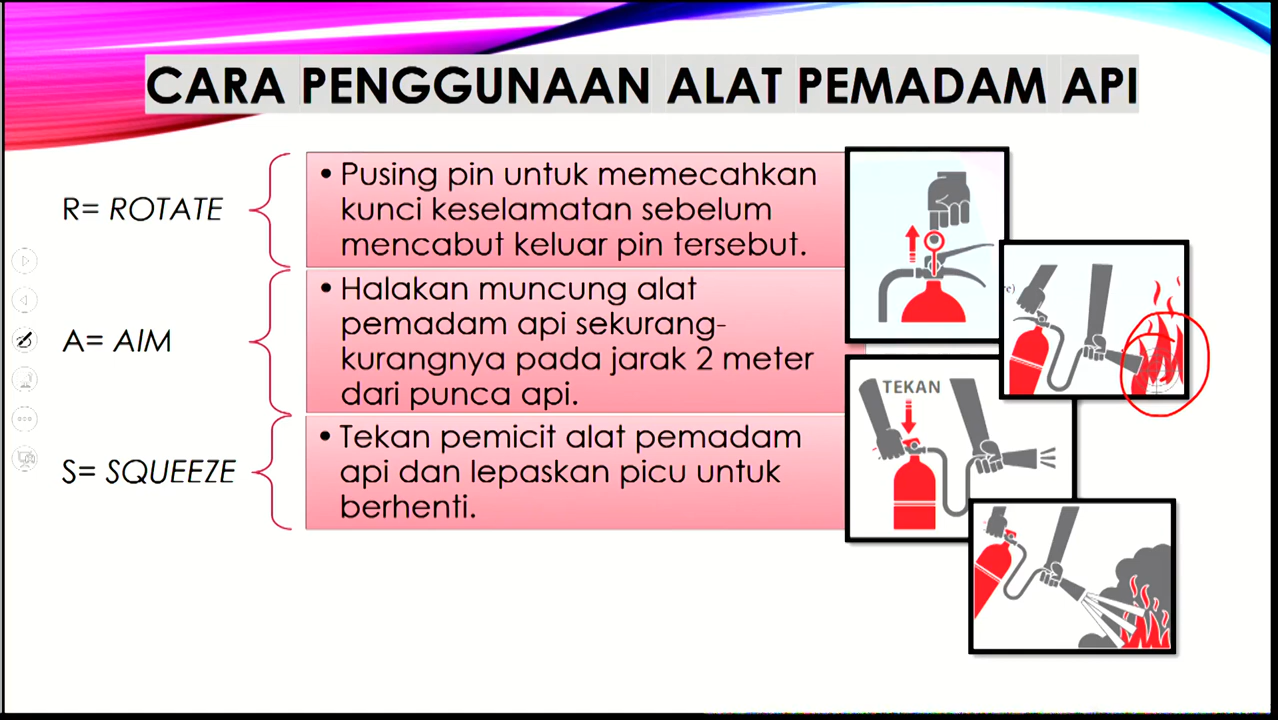 CARA PENGGUNAAN ALAT PEMADAM API
R= ROTATE
• Pusing pin untuk memecahkan
kunci keselamatan sebelum
mencabut keluar pin tersebut.
A= AIM
• Halakan muncung alat
pemadam api sekurang-
kurangnya pada jarak 2 meter
dari punca api.
S= SQUEEZE
• Tekan pemicit alat pemadam
api dan lepaskan picu untuk
berhenti.
TEKAN